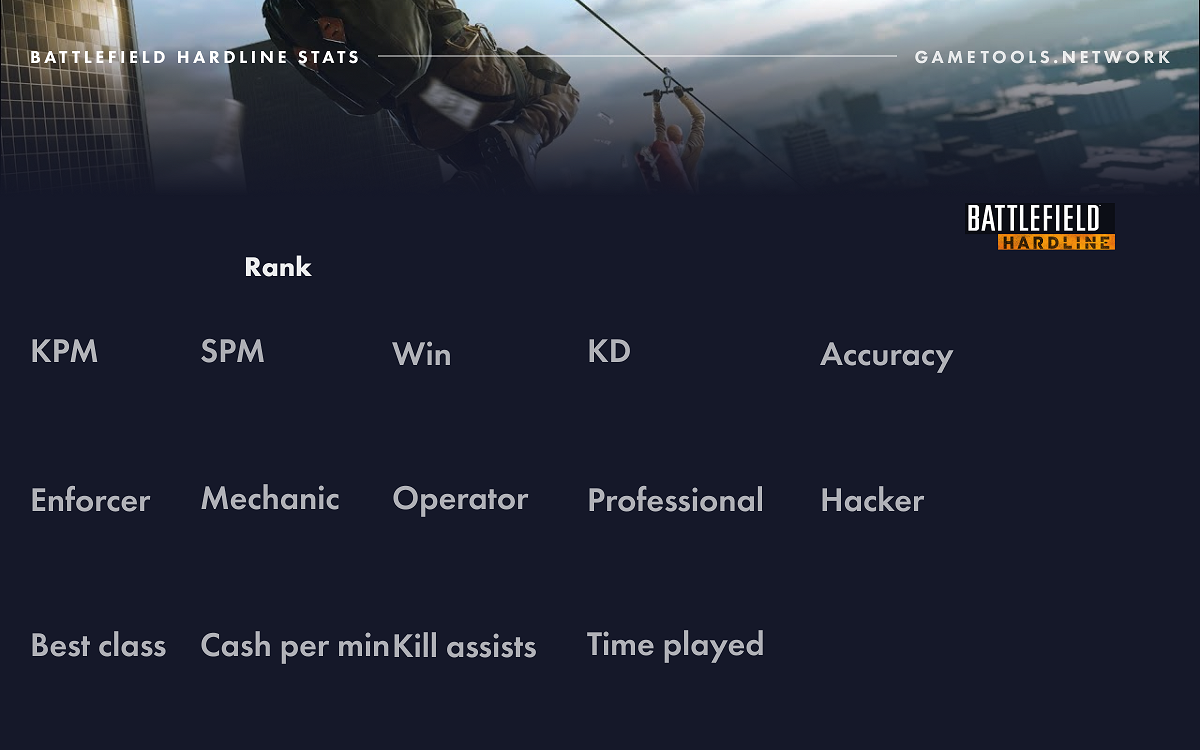 BATTLEFIELD HARDLINE STATS
GAMETOOLS.NETWORK
BATTLEFIELD
HARDLINE
Rank
KPM SPM Win KD Accuracy
Enforcer Mechanic Operator Professional Hacker
Best class Cash per min Kill assists Time played